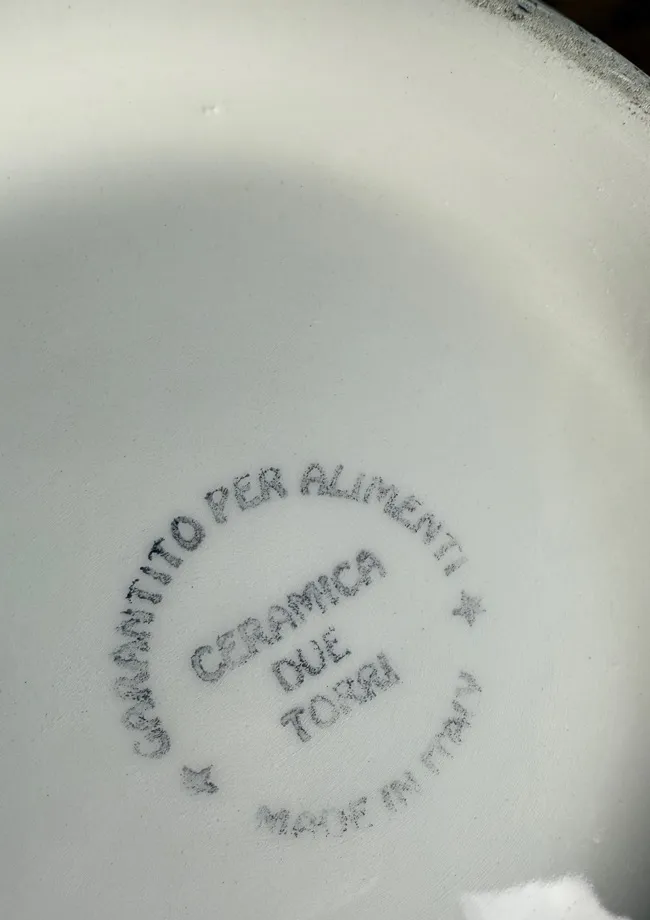 GARANTITO PER ALIMENTI
CERAMICA
DUE
TORRI
MADE IN ITALY